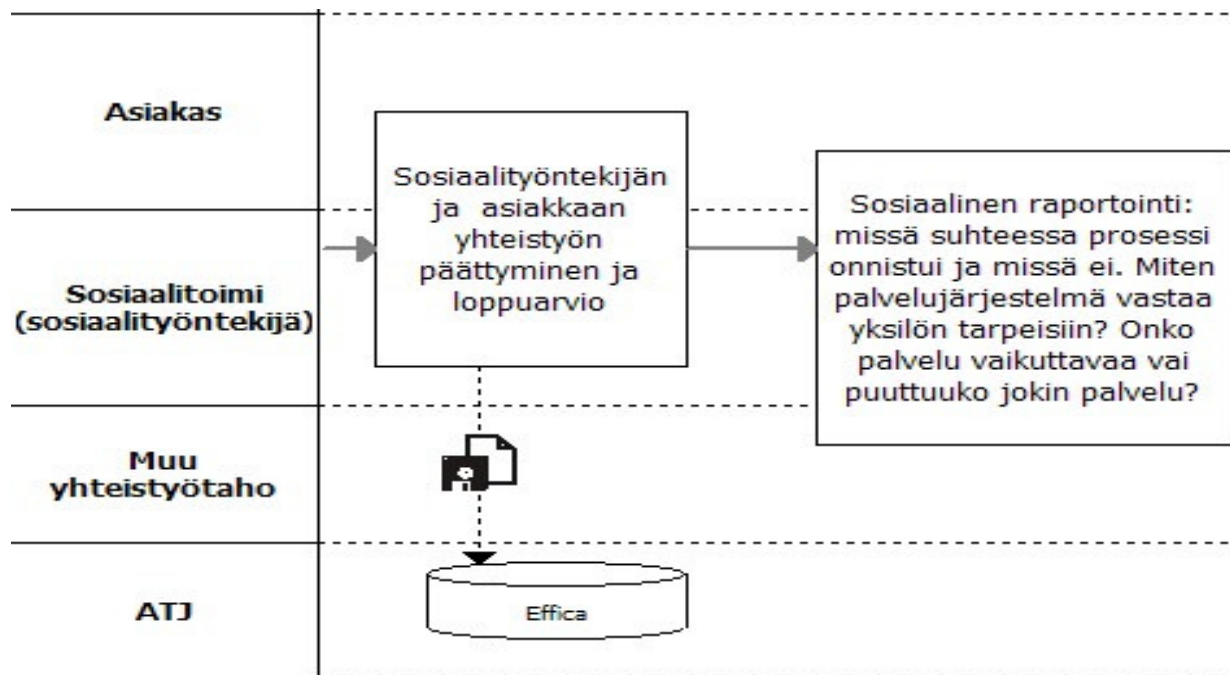 Asiakas
Sosiaalitoimi
(sosiaalityöntekijä)
Muu
yhteistyötaho
ATJ
Sosiaalityöntekijän
ja asiakkaan
yhteistyön
päättyminen ja
loppuarvio
Sosiaalinen raportointi:
missä suhteessa prosessi
onnistui ja missä ei. Miten
palvelujärjestelmä vastaa
yksilön tarpeisiin? Onko
palvelu vaikuttavaa vai
puuttuuko jokin palvelu?
Effica